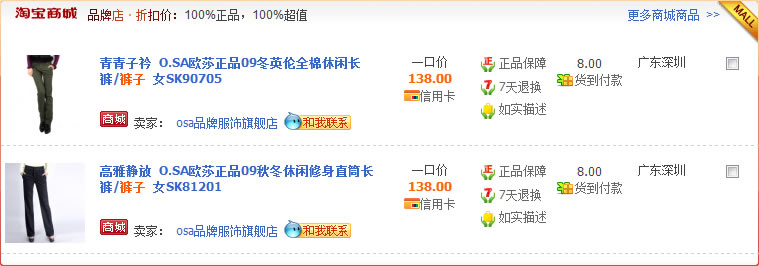 淘宝商城 品牌店 · 折扣价：100%正品，100%超值 更多商城商品 >> MALL
青青子衿 O.SA欧莎正品09冬英伦全棉休闲长 一口价 正品保障 8.00 广东深圳
裤/裤子 女SK90705 138.00 7天退换 货到付款
信用卡
如实描述
商城 卖家： osa品牌服饰旗舰店 和我联系
高雅静放 O.SA欧莎正品09秋冬休闲修身直筒长 一口价 正品保障 8.00 广东深圳
裤/裤子 女SK81201 138.00 7天退换 货到付款
信用卡
如实描述
商城 卖家： osa品牌服饰旗舰店 和我联系